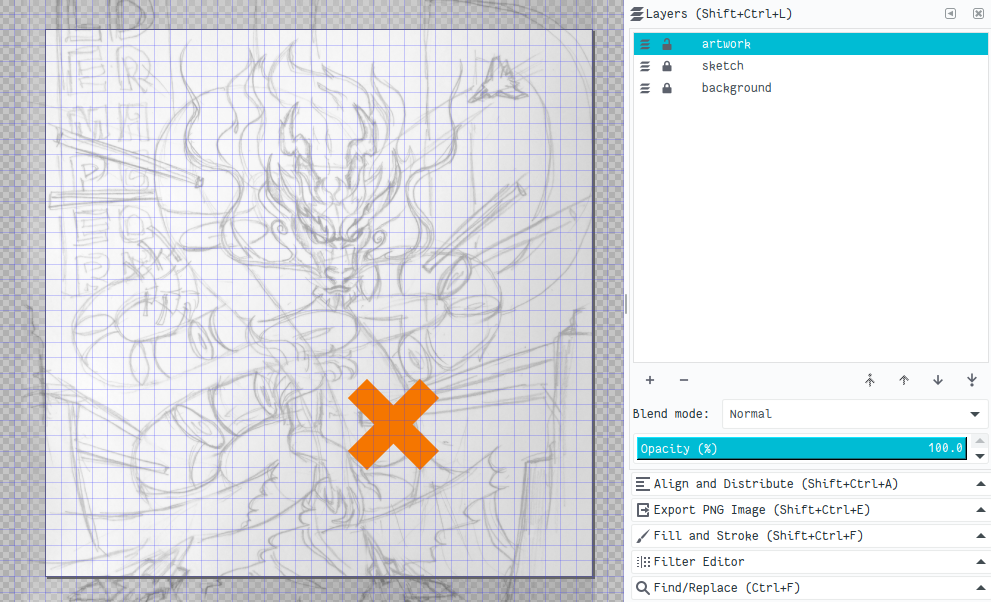 Layers (Shift+Ctrl+L)
artwork
sketch
background
Blend mode:
Normal
Opacity (%)
100.0
Align and Distribute (Shift+Ctrl+A)
Export PNG Image (Shift+Ctrl+E)
Fill and Stroke (Shift+Ctrl+F)
Filter Editor
Find/Replace (Ctrl+F)